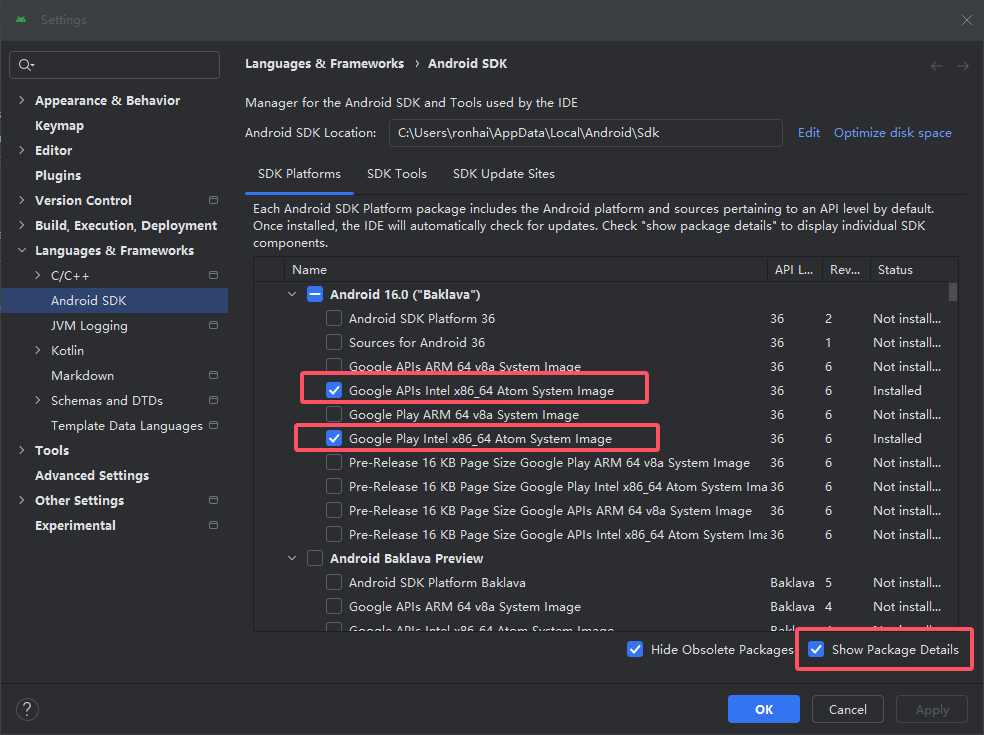 Settings
Languages & Frameworks › Android SDK
Appearance & Behavior
Keymap
Editor
Plugins
Version Control
Build, Execution, Deployment
Languages & Frameworks
C/C++
Android SDK
JVM Logging
Kotlin
Markdown
Schemas and DTDs
Template Data Languages
Tools
Advanced Settings
Other Settings
Experimental
Manager for the Android SDK and Tools used by the IDE
Android SDK Location: C:\Users\ronhai\AppData\Local\Android\Sdk Edit Optimize disk space
SDK Platforms SDK Tools SDK Update Sites
Each Android SDK Platform package includes the Android platform and sources pertaining to an API level by default.
Once installed, the IDE will automatically check for updates. Check "show package details" to display individual SDK
components.
Name API L... Rev... Status
Android 16.0 ("Baklava")
Android SDK Platform 36 36 2 Not install...
Sources for Android 36 36 1 Not install...
Google APIs ARM 64 v8a System Image 36 6 Not install...
Google APIs Intel x86_64 Atom System Image 36 6 Installed
Google Play ARM 64 v8a System Image 36 6 Not install...
Google Play Intel x86_64 Atom System Image 36 6 Installed
Pre-Release 16 KB Page Size Google Play ARM 64 v8a System Image 36 6 Not install...
Pre-Release 16 KB Page Size Google Play Intel x86_64 Atom System Ima 36 6 Not install...
Pre-Release 16 KB Page Size Google APIs ARM 64 v8a System Image 36 6 Not install...
Pre-Release 16 KB Page Size Google APIs Intel x86_64 Atom System Ima 36 6 Not install...
Android Baklava Preview
Android SDK Platform Baklava Baklava 5 Not install...
Google APIs ARM 64 v8a System Image Baklava 4 Not install...
Google APIs Intel x86_64 Atom System Image Baklava 4 Not install...
Hide Obsolete Packages Show Package Details
? OK Cancel Apply